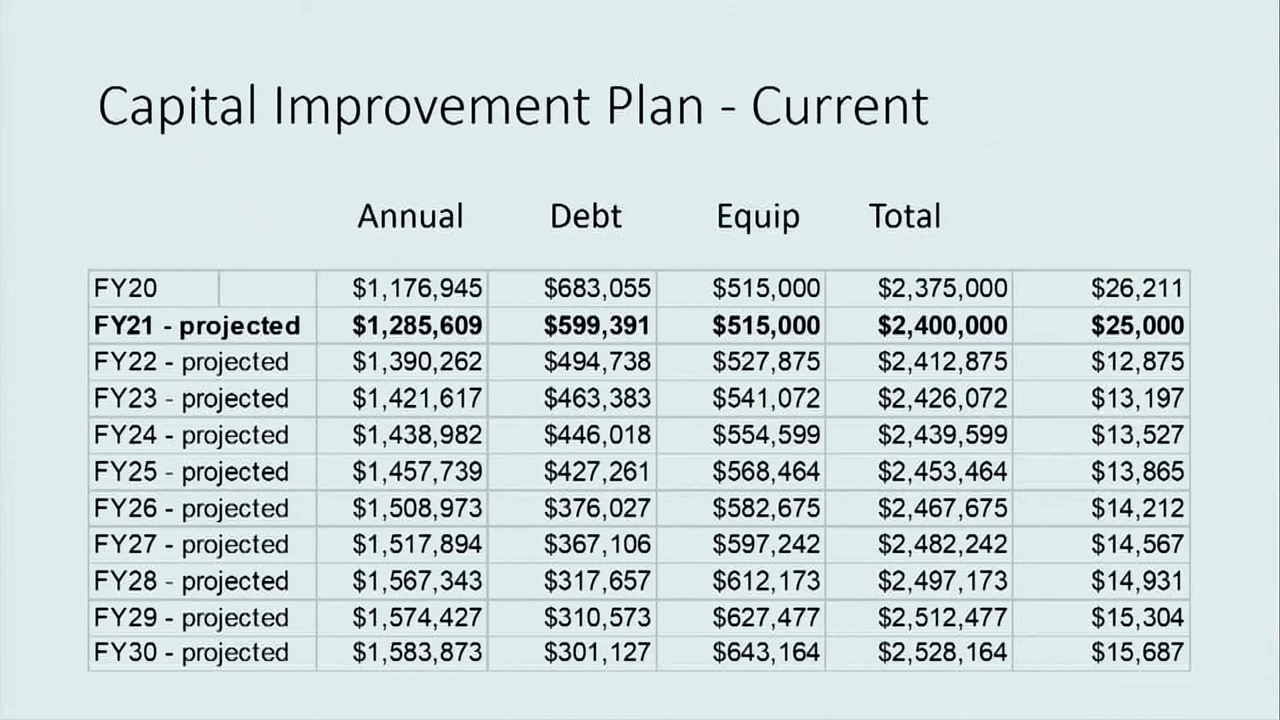 Capital Improvement Plan - Current
Annual Debt Equip Total
FY20 $1,176,945 $683,055 $515,000 $2,375,000 $26,211
FY21 - projected $1,285,609 $599,391 $515,000 $2,400,000 $25,000
FY22 - projected $1,390,262 $494,738 $527,875 $2,412,875 $12,875
FY23 - projected $1,421,617 $463,383 $541,072 $2,426,072 $13,197
FY24 - projected $1,438,982 $446,018 $554,599 $2,439,599 $13,527
FY25 - projected $1,457,739 $427,261 $568,464 $2,453,464 $13,865
FY26 - projected $1,508,973 $376,027 $582,675 $2,467,675 $14,212
FY27 - projected $1,517,894 $367,106 $597,242 $2,482,242 $14,567
FY28 - projected $1,567,343 $317,657 $612,173 $2,497,173 $14,931
FY29 - projected $1,574,427 $310,573 $627,477 $2,512,477 $15,304
FY30 - projected $1,583,873 $301,127 $643,164 $2,528,164 $15,687